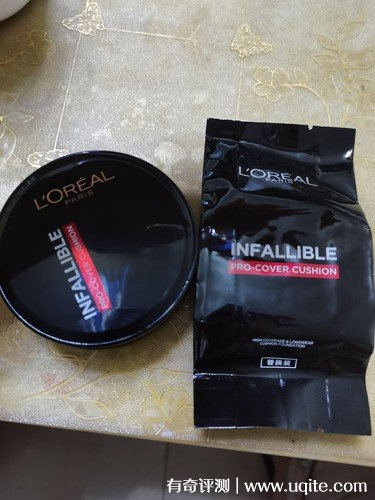 L'ORÉAL
PARIS
INFALLIBLE
PRO-COVER CUSHION
L'ORÉAL
PARIS
INFALLIBLE
PRO-COVER CUSHION
HIGH COVERAGE & LONGWEAR
CUSHION FOUNDATION
替换装
有奇评测 | www.uqite.com